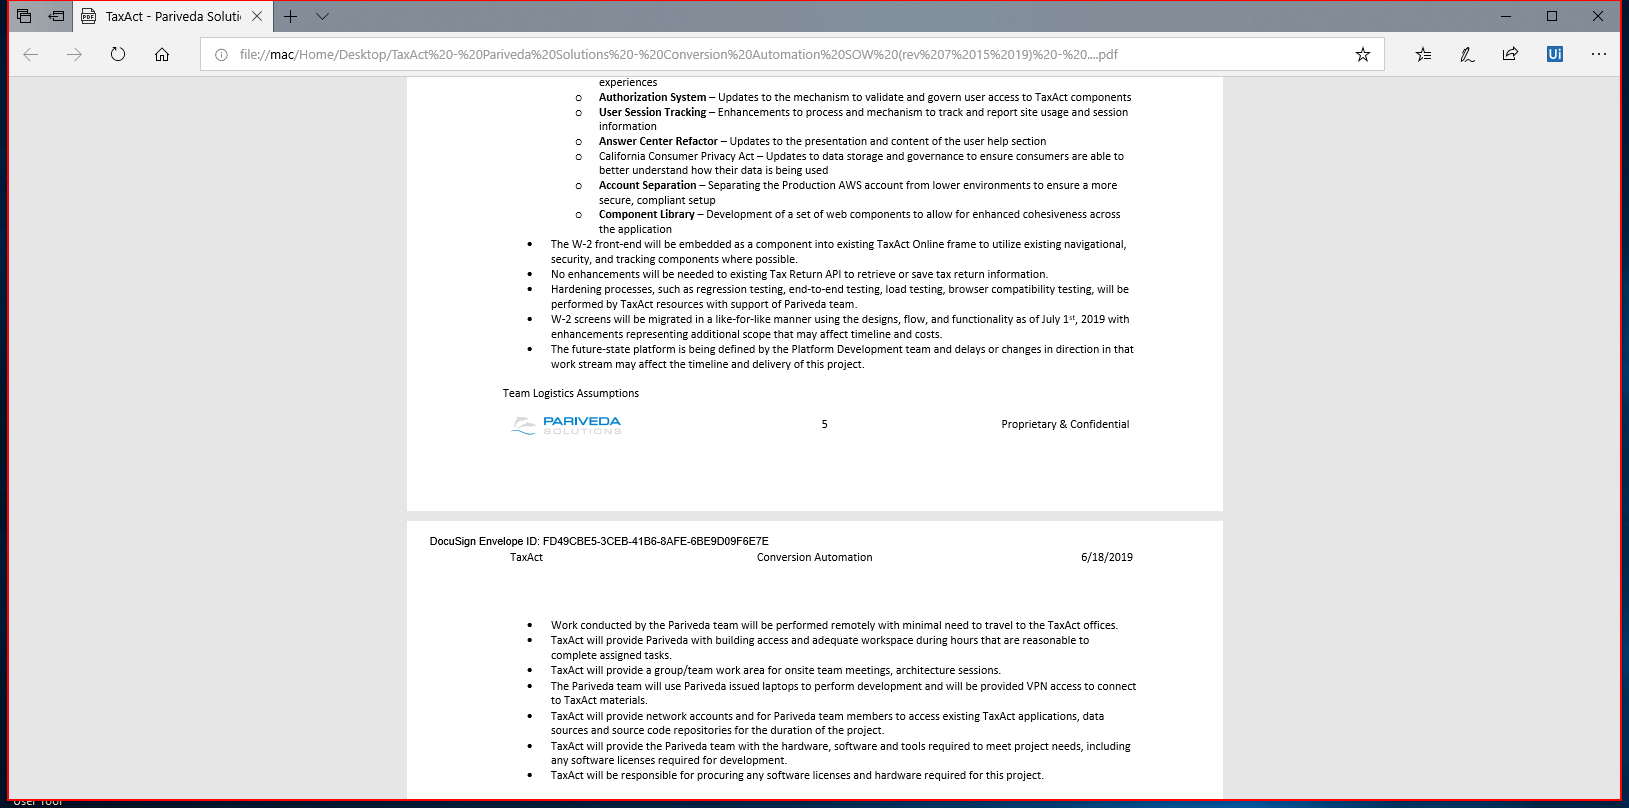 TaxAct - Pariveda Soluti
file://mac/Home/Desktop/TaxAct%20-%20Pariveda%20Solutions%20-%20Conversion%20Automation%20SOW%20(rev%207%2015%2019)%20-%20....pdf
Ui
experiences
o Authorization System – Updates to the mechanism to validate and govern user access to TaxAct components
o User Session Tracking – Enhancements to process and mechanism to track and report site usage and session
information
o Answer Center Refactor – Updates to the presentation and content of the user help section
o California Consumer Privacy Act – Updates to data storage and governance to ensure consumers are able to
better understand how their data is being used
o Account Separation – Separating the Production AWS account from lower environments to ensure a more
secure, compliant setup
o Component Library – Development of a set of web components to allow for enhanced cohesiveness across
the application
• The W-2 front-end will be embedded as a component into existing TaxAct Online frame to utilize existing navigational,
security, and tracking components where possible.
• No enhancements will be needed to existing Tax Return API to retrieve or save tax return information.
• Hardening processes, such as regression testing, end-to-end testing, load testing, browser compatibility testing, will be
performed by TaxAct resources with support of Pariveda team.
• W-2 screens will be migrated in a like-for-like manner using the designs, flow, and functionality as of July 1st, 2019 with
enhancements representing additional scope that may affect timeline and costs.
• The future-state platform is being defined by the Platform Development team and delays or changes in direction in that
work stream may affect the timeline and delivery of this project.
Team Logistics Assumptions
PARIVEDA
SOLUTIONS
5
Proprietary & Confidential
DocuSign Envelope ID: FD49CBE5-3CEB-41B6-8AFE-6BE9D09F6E7E
TaxAct Conversion Automation 6/18/2019
• Work conducted by the Pariveda team will be performed remotely with minimal need to travel to the TaxAct offices.
• TaxAct will provide Pariveda with building access and adequate workspace during hours that are reasonable to
complete assigned tasks.
• TaxAct will provide a group/team work area for onsite team meetings, architecture sessions.
• The Pariveda team will use Pariveda issued laptops to perform development and will be provided VPN access to connect
to TaxAct materials.
• TaxAct will provide network accounts and for Pariveda team members to access existing TaxAct applications, data
sources and source code repositories for the duration of the project.
• TaxAct will provide the Pariveda team with the hardware, software and tools required to meet project needs, including
any software licenses required for development.
• TaxAct will be responsible for procuring any software licenses and hardware required for this project.
User Tool